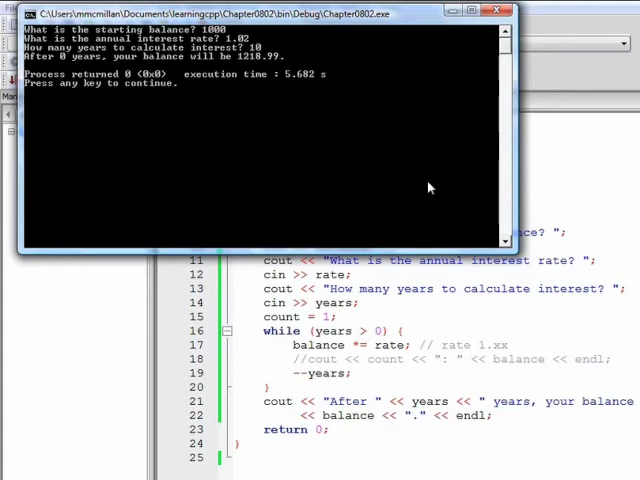 C:\Users\mmcmillan\Documents\learningcpp\Chapter0802\bin\Debug\Chapter0802.exe
What is the starting balance? 1000
What is the annual interest rate? 1.02
How many years to calculate interest? 10
After 0 years, your balance will be 1218.99.
Process returned 0 (0x0)   execution time : 5.682 s
Press any key to continue.
Man
nce? ";
11 cout << "What is the annual interest rate? ";
12 cin >> rate;
13 cout << "How many years to calculate interest? ";
14 cin >> years;
15 count = 1;
16 while (years > 0) {
17 balance *= rate; // rate 1.xx
18 //cout << count << ": " << balance << endl;
19 --years;
20 }
21 cout << "After " << years << " years, your balance
22 << balance << "." << endl;
23 return 0;
24 }
25